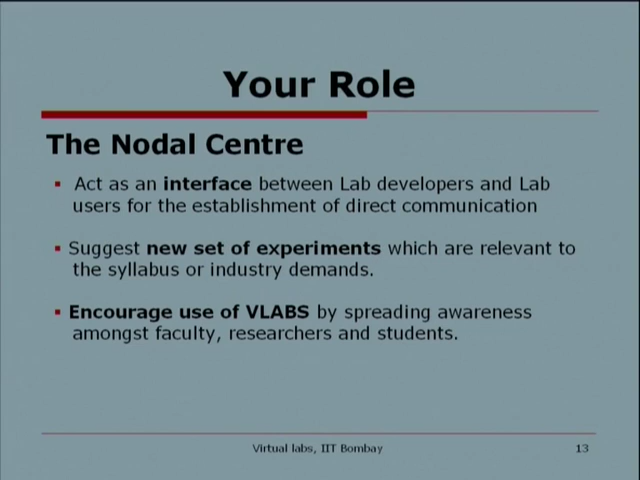 Your Role
The Nodal Centre
▪ Act as an interface between Lab developers and Lab
users for the establishment of direct communication
▪ Suggest new set of experiments which are relevant to
the syllabus or industry demands.
▪ Encourage use of VLABS by spreading awareness
amongst faculty, researchers and students.
Virtual labs, IIT Bombay 13